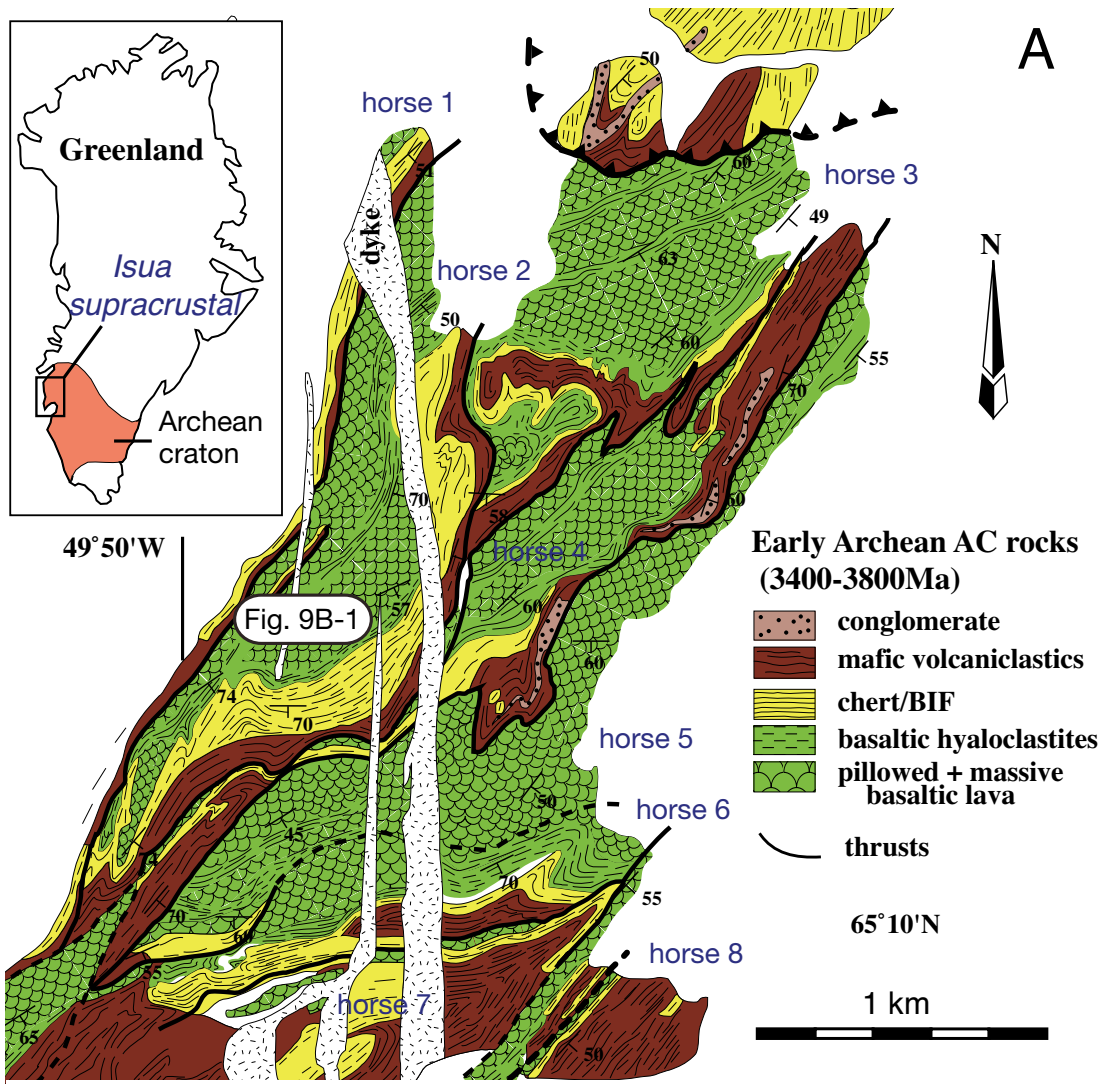 A
Greenland
Isua
supracrustal
Archean
craton
horse 1
50
51
dyke
60
horse 3
49
horse 2
63
50
60
55
70
N
70
58
60
49˚50'W
horse 4
Early Archean AC rocks
(3400-3800Ma)
Fig. 9B-1
57
60
60
conglomerate
mafic volcaniclastics
chert/BIF
basaltic hyaloclastites
pillowed + massive
basaltic lava
thrusts
74
70
horse 5
50
horse 6
45
70
55
70
60
65˚10'N
55
horse 8
horse 7
1 km
65
50